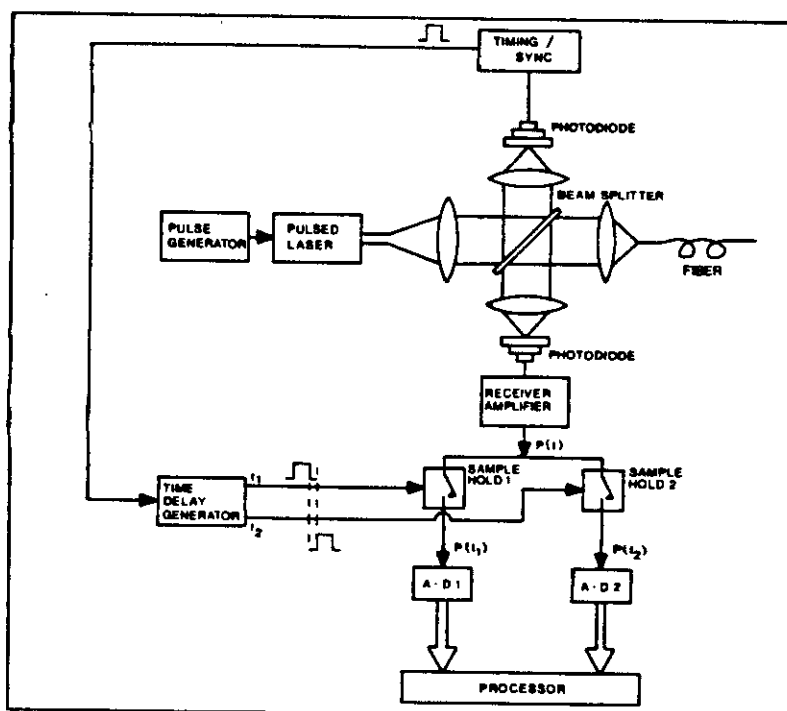 TIMING /
SYNC
PHOTODIODE
BEAM SPLITTER
PULSE
GENERATOR
PULSED
LASER
FIBER
PHOTODIODE
RECEIVER
AMPLIFIER
P(t)
SAMPLE
HOLD 1
SAMPLE
HOLD 2
TIME
DELAY
GENERATOR
t1
t2
P(t1)
P(t2)
A-D 1
A-D 2
PROCESSOR